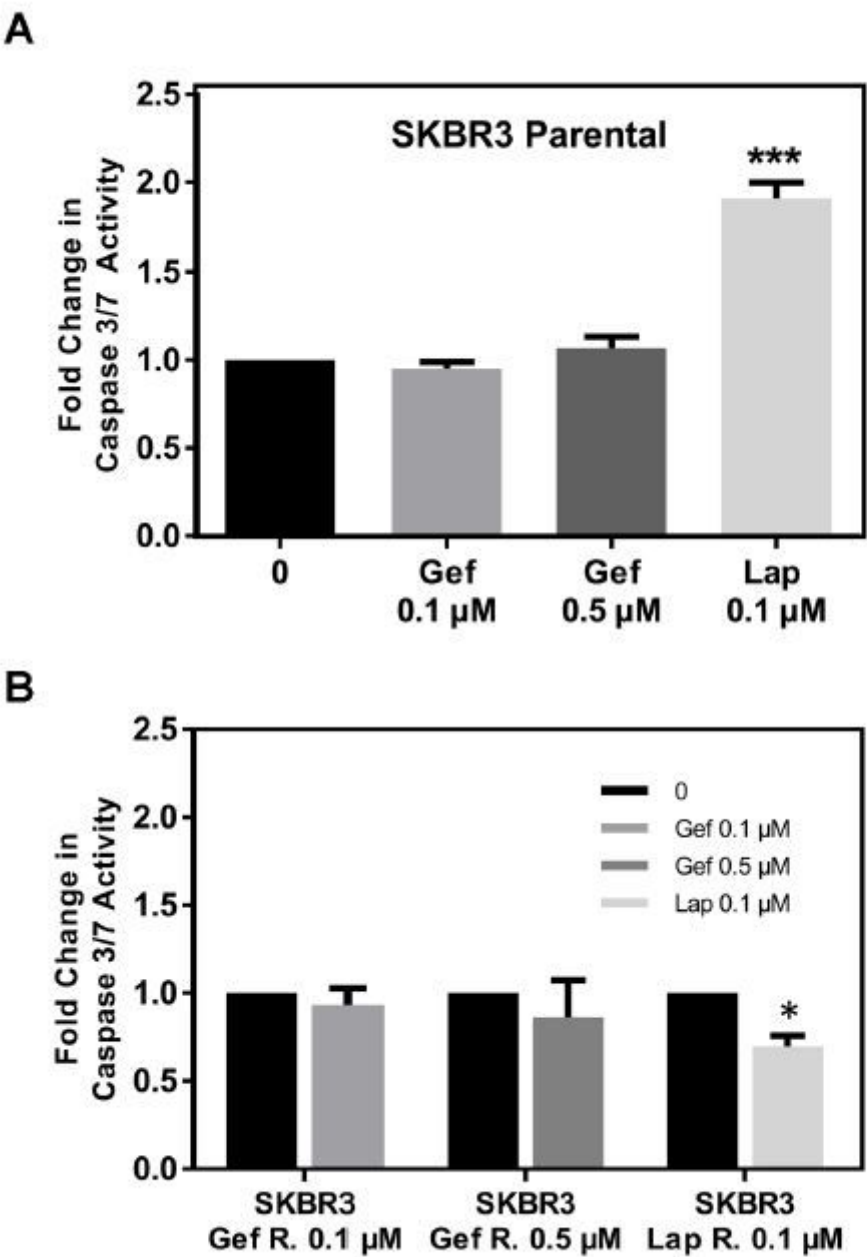 A
Fold Change in
Caspase 3/7 Activity
2.5
2.0
1.5
1.0
0.5
0.0
SKBR3 Parental
***
0
Gef
0.1 µM
Gef
0.5 µM
Lap
0.1 µM
B
Fold Change in
Caspase 3/7 Activity
2.5
2.0
1.5
1.0
0.5
0.0
0
Gef 0.1 µM
Gef 0.5 µM
Lap 0.1 µM
*
SKBR3
Gef R. 0.1 µM
SKBR3
Gef R. 0.5 µM
SKBR3
Lap R. 0.1 µM